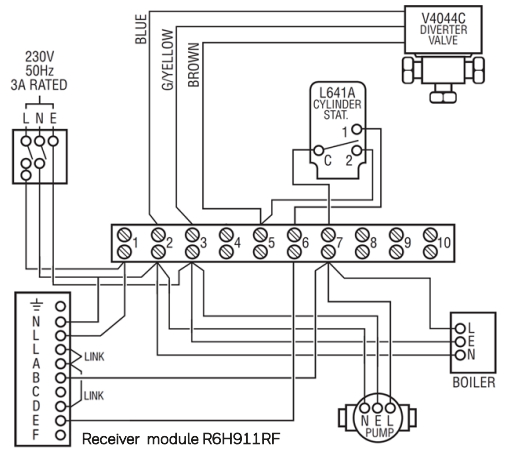 BLUE
G/YELLOW
BROWN
V4044C
DIVERTER
VALVE
230V
50Hz
3A RATED
L N E
L641A
CYLINDER
STAT.
1
C 2
1 2 3 4 5 6 7 8 9 10
N
L
L
A
B
C
D
E
F
LINK
LINK
L
E
N
BOILER
N E L
PUMP
Receiver module R6H911RF